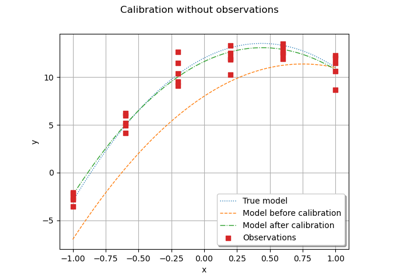 Calibration without observations
10
5
0
−5
y
−1.00 −0.75 −0.50 −0.25 0.00 0.25 0.50 0.75 1.00
x
True model
Model before calibration
Model after calibration
Observations